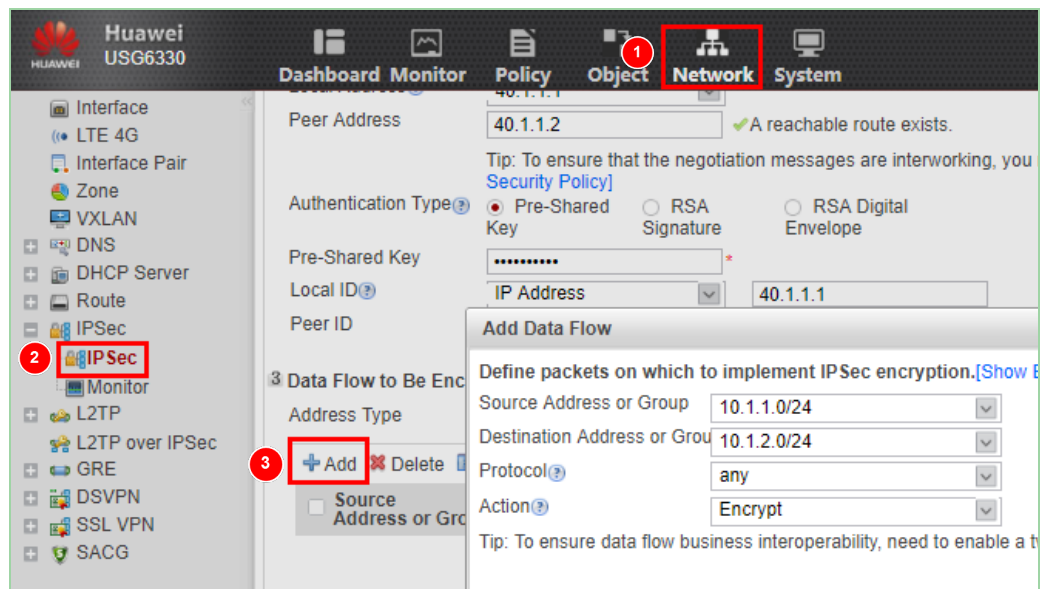 Huawei
USG6330
HUAWEI
Dashboard Monitor Policy Object Network System
1
Interface
LTE 4G
Interface Pair
Zone
VXLAN
DNS
DHCP Server
Route
IPSec
2
IPSec
Monitor
L2TP
L2TP over IPSec
GRE
DSVPN
SSL VPN
SACG
Peer Address 40.1.1.2 A reachable route exists.
Tip: To ensure that the negotiation messages are interworking, you
Security Policy]
Authentication Type Pre-Shared Key RSA Signature RSA Digital Envelope
Pre-Shared Key •••••••••• *
Local ID IP Address 40.1.1.1
Peer ID
3 Data Flow to Be Enc
Address Type
3
Add Delete
Source
Address or Gro
Add Data Flow
Define packets on which to implement IPSec encryption.[Show E
Source Address or Group 10.1.1.0/24
Destination Address or Grou 10.1.2.0/24
Protocol any
Action Encrypt
Tip: To ensure data flow business interoperability, need to enable a t